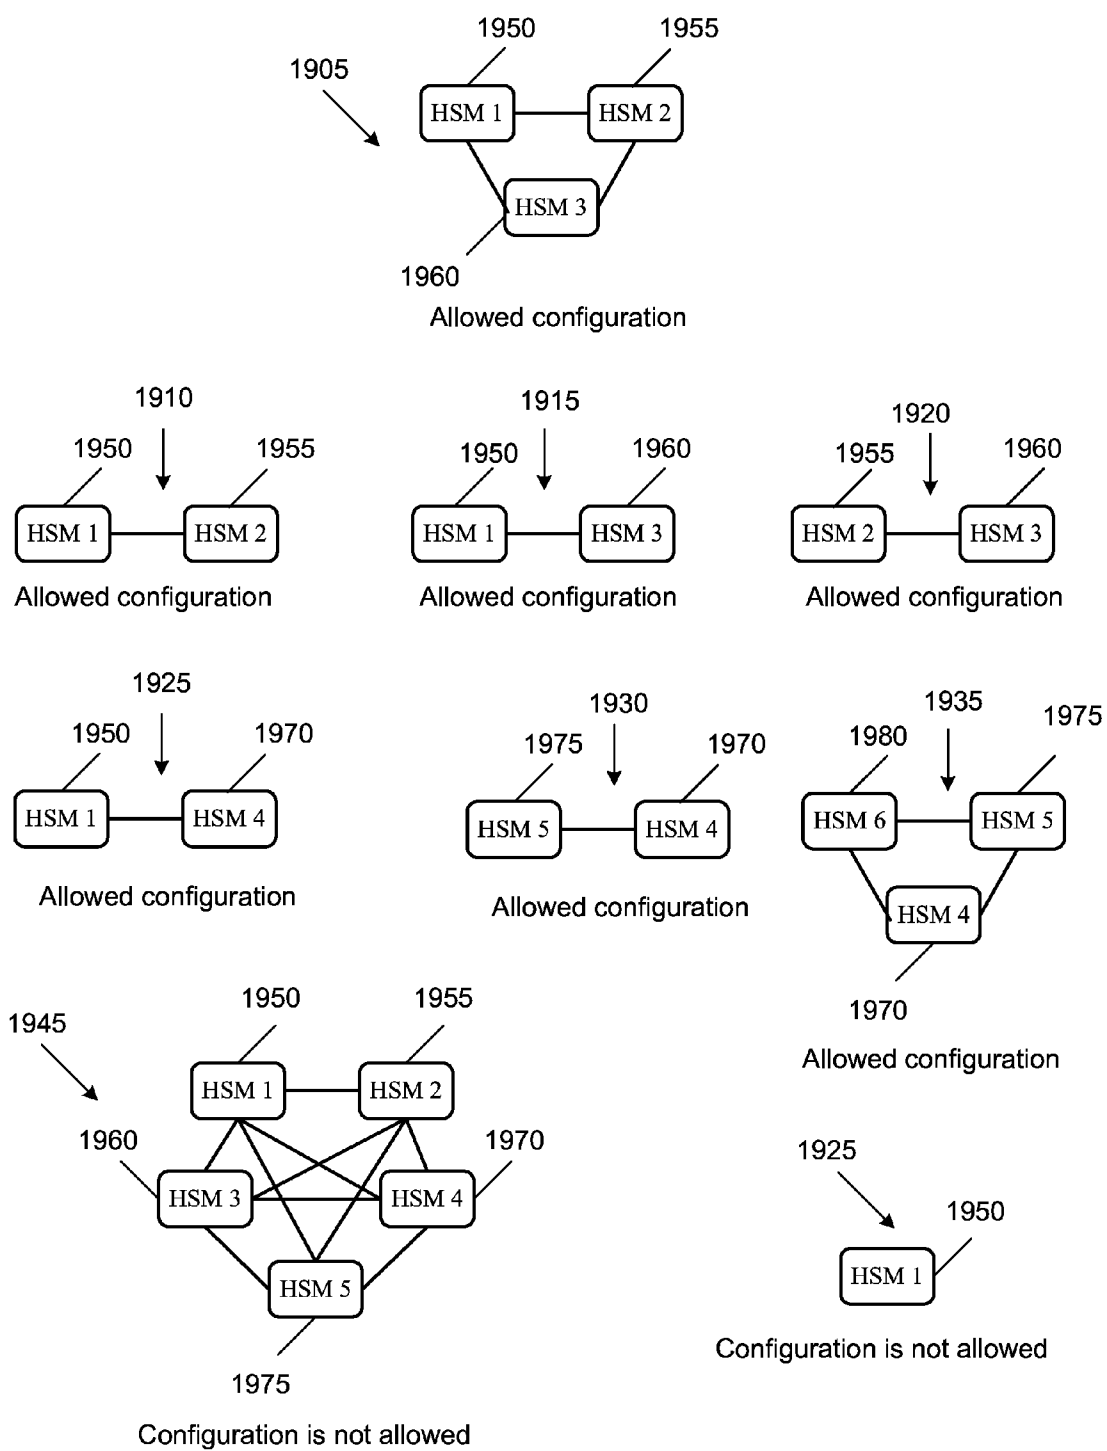 1950
1955
1905
HSM 1
HSM 2
HSM 3
1960
Allowed configuration
1910
1950
1955
HSM 1
HSM 2
Allowed configuration
1915
1950
1960
HSM 1
HSM 3
Allowed configuration
1920
1955
1960
HSM 2
HSM 3
Allowed configuration
1925
1950
1970
HSM 1
HSM 4
Allowed configuration
1930
1975
1970
HSM 5
HSM 4
Allowed configuration
1935
1980
1975
HSM 6
HSM 5
HSM 4
1970
Allowed configuration
1945
1950
1955
HSM 1
HSM 2
1960
1970
HSM 3
HSM 4
HSM 5
1975
Configuration is not allowed
1925
1950
HSM 1
Configuration is not allowed